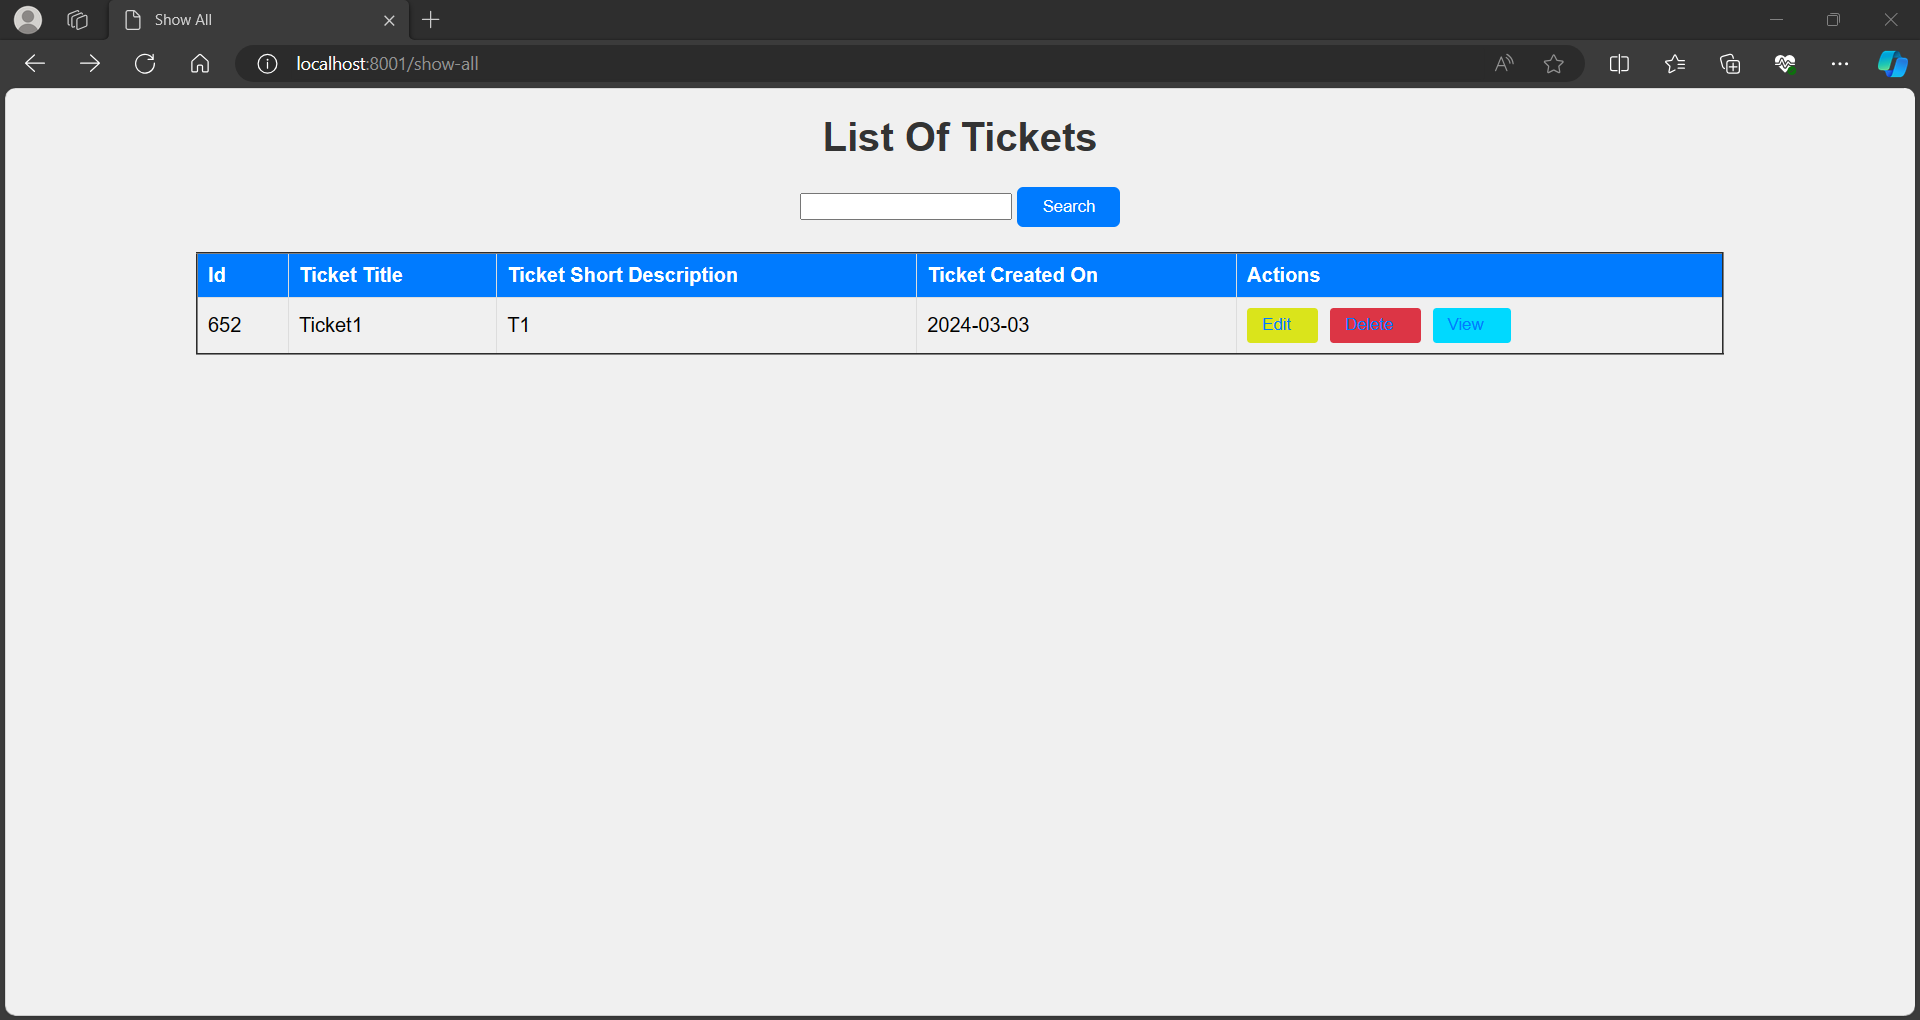 Show All
localhost:8001/show-all
List Of Tickets
Search
Id Ticket Title Ticket Short Description Ticket Created On Actions
652 Ticket1 T1 2024-03-03 Edit Delete View